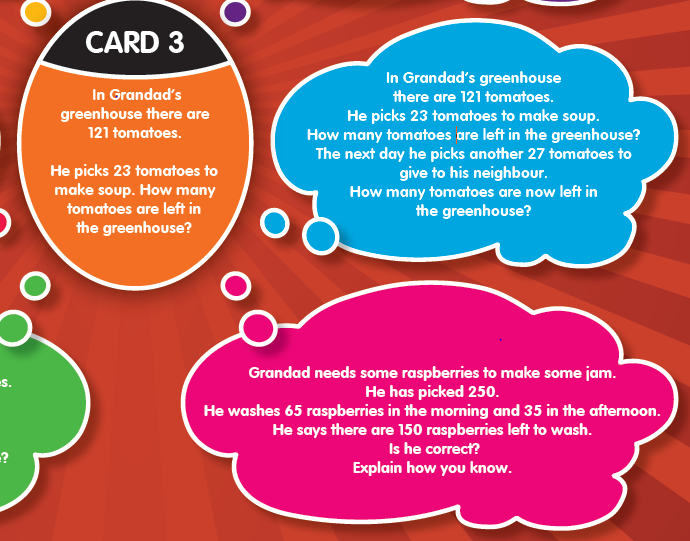 CARD 3
In Grandad's
greenhouse there are
121 tomatoes.
He picks 23 tomatoes to
make soup. How many
tomatoes are left in
the greenhouse?
In Grandad's greenhouse
there are 121 tomatoes.
He picks 23 tomatoes to make soup.
How many tomatoes are left in the greenhouse?
The next day he picks another 27 tomatoes to
give to his neighbour.
How many tomatoes are now left in
the greenhouse?
s.
?
Grandad needs some raspberries to make some jam.
He has picked 250.
He washes 65 raspberries in the morning and 35 in the afternoon.
He says there are 150 raspberries left to wash.
Is he correct?
Explain how you know.